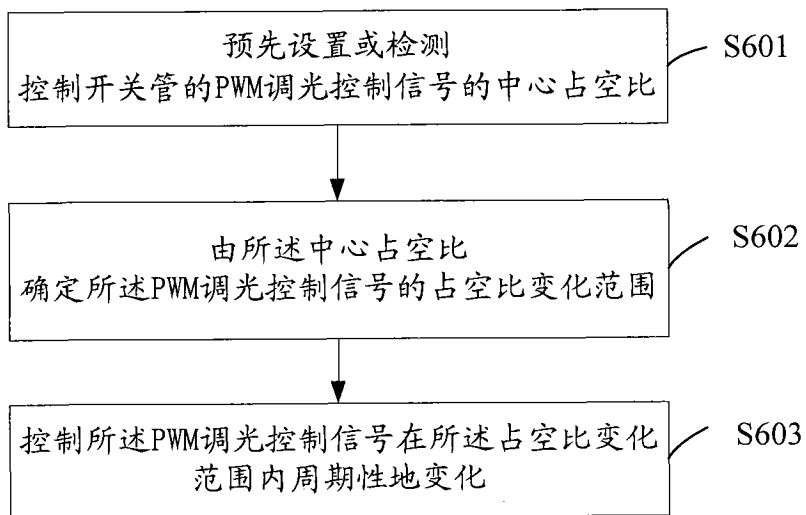 预先设置或检测
控制开关管的PWM调光控制信号的中心占空比
S601
由所述中心占空比
确定所述PWM调光控制信号的占空比变化范围
S602
控制所述PWM调光控制信号在所述占空比变化
范围内周期性地变化
S603